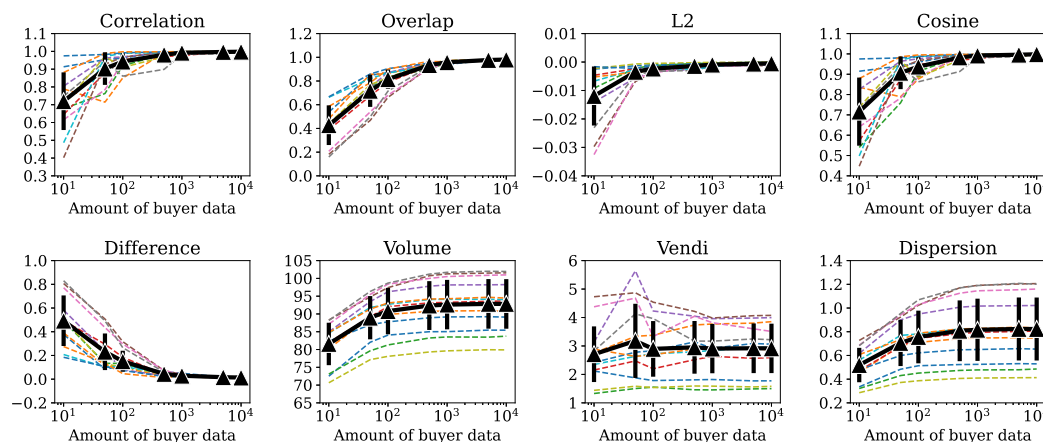 Correlation
1.1
1.0
0.9
0.8
0.7
0.6
0.5
0.4
0.3
10¹ 10² 10³ 10⁴
Amount of buyer data
Overlap
1.2
1.0
0.8
0.6
0.4
0.2
0.0
10¹ 10² 10³ 10⁴
Amount of buyer data
L2
0.01
0.00
−0.01
−0.02
−0.03
−0.04
10¹ 10² 10³ 10⁴
Amount of buyer data
Cosine
1.1
1.0
0.9
0.8
0.7
0.6
0.5
0.4
10¹ 10² 10³ 10⁴
Amount of buyer data
Difference
1.0
0.8
0.6
0.4
0.2
0.0
−0.2
10¹ 10² 10³ 10⁴
Amount of buyer data
Volume
105
100
95
90
85
80
75
70
65
10¹ 10² 10³ 10⁴
Amount of buyer data
Vendi
6
5
4
3
2
1
10¹ 10² 10³ 10⁴
Amount of buyer data
Dispersion
1.4
1.2
1.0
0.8
0.6
0.4
0.2
10¹ 10² 10³ 10⁴
Amount of buyer data